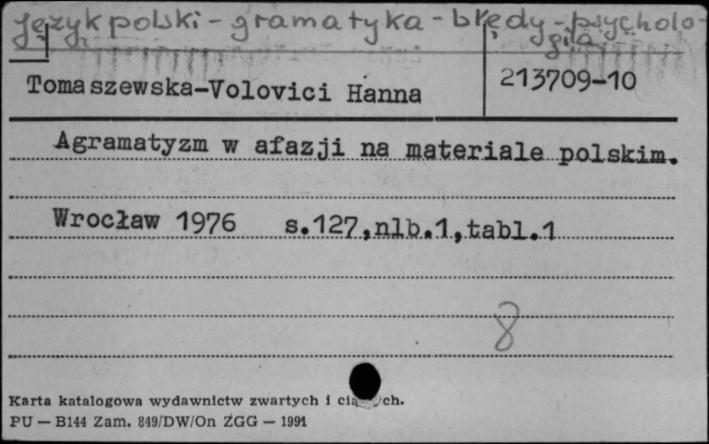 język polski - gramatyka - błędy - psycholo-
gia
Tomaszewska-Volovici Hanna
213709-10
Agramatyzm w afazji na materiale polskim.
Wrocław 1976 s.127,nlb.1,tabl.1
8
Karta katalogowa wydawnictw zwartych i ch.
PU — B144 Zam. 849/DW/On ZGG — 1991